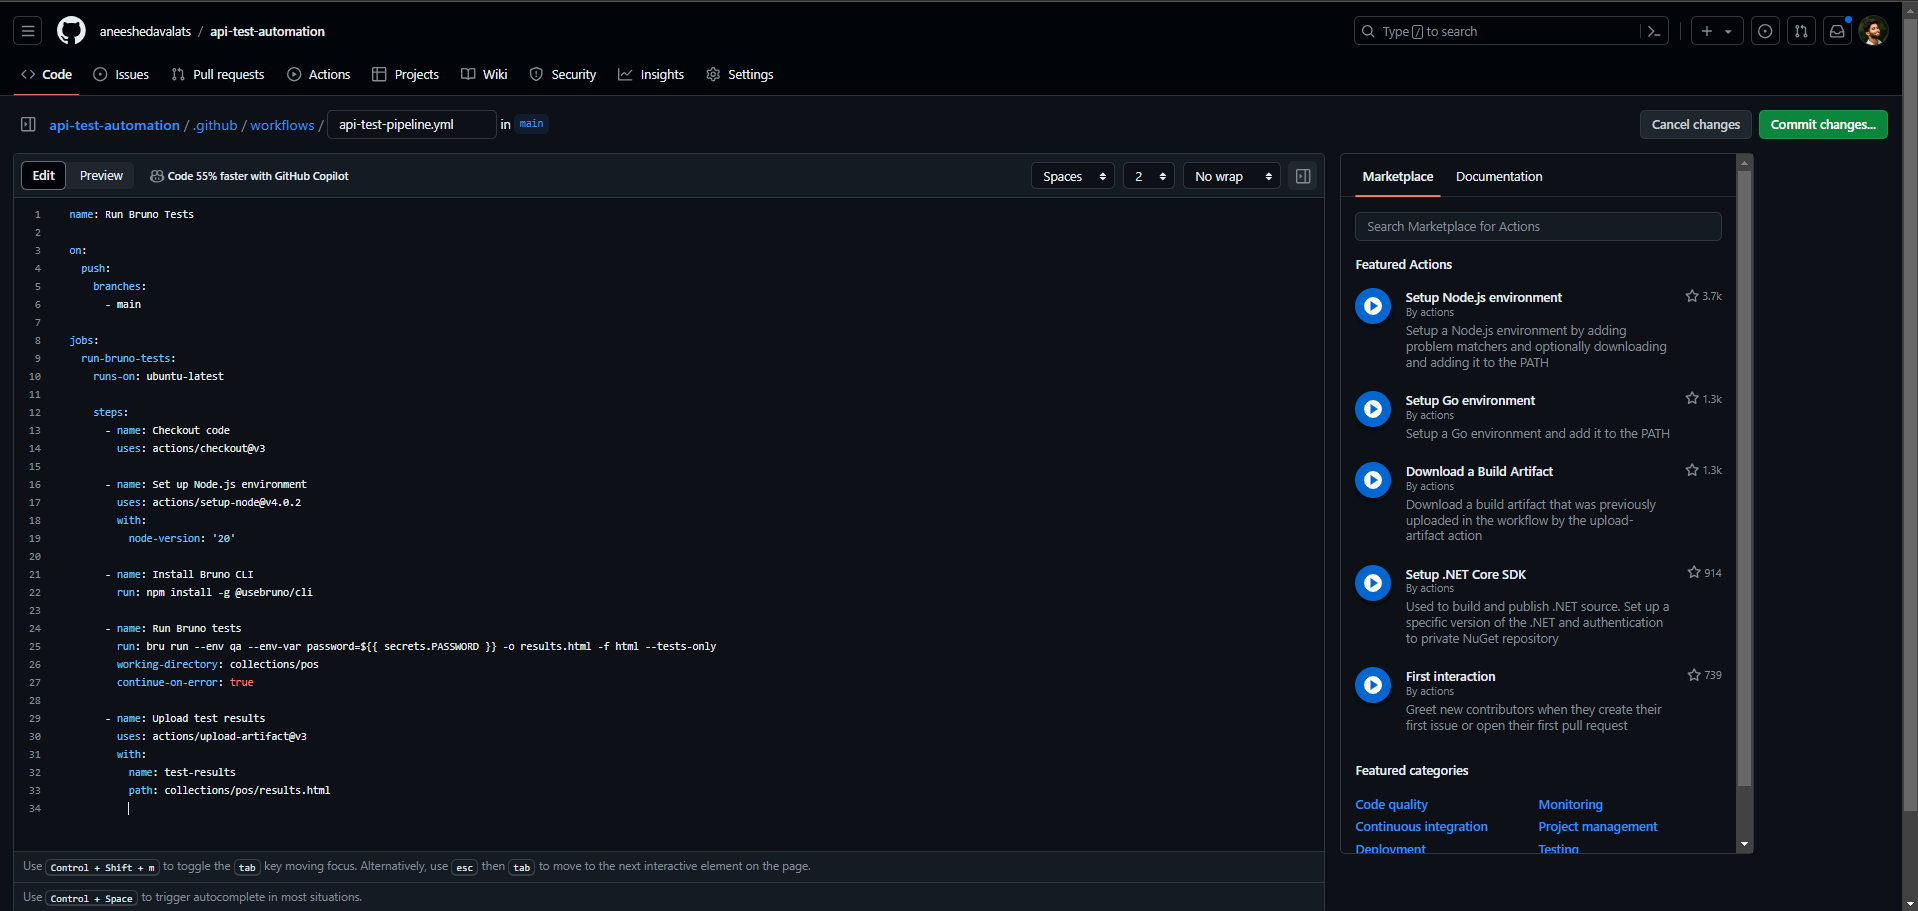 aneeshedavalats / api-test-automation
Type / to search
Code
Issues
Pull requests
Actions
Projects
Wiki
Security
Insights
Settings
api-test-automation / .github / workflows / api-test-pipeline.yml in main
Cancel changes
Commit changes...
Edit
Preview
Code 55% faster with GitHub Copilot
Spaces
2
No wrap
1 name: Run Bruno Tests
2
3 on:
4 push:
5 branches:
6 - main
7
8 jobs:
9 run-bruno-tests:
10 runs-on: ubuntu-latest
11
12 steps:
13 - name: Checkout code
14 uses: actions/checkout@v3
15
16 - name: Set up Node.js environment
17 uses: actions/setup-node@v4.0.2
18 with:
19 node-version: '20'
20
21 - name: Install Bruno CLI
22 run: npm install -g @usebruno/cli
23
24 - name: Run Bruno tests
25 run: bru run --env qa --env-var password=${{ secrets.PASSWORD }} -o results.html -f html --tests-only
26 working-directory: collections/pos
27 continue-on-error: true
28
29 - name: Upload test results
30 uses: actions/upload-artifact@v3
31 with:
32 name: test-results
33 path: collections/pos/results.html
34
Use Control + Shift + m to toggle the tab key moving focus. Alternatively, use esc then tab to move to the next interactive element on the page.
Use Control + Space to trigger autocomplete in most situations.
Marketplace
Documentation
Search Marketplace for Actions
Featured Actions
Setup Node.js environment
3.7k
By actions
Setup a Node.js environment by adding
problem matchers and optionally downloading
and adding it to the PATH
Setup Go environment
1.3k
By actions
Setup a Go environment and add it to the PATH
Download a Build Artifact
1.3k
By actions
Download a build artifact that was previously
uploaded in the workflow by the upload-
artifact action
Setup .NET Core SDK
914
By actions
Used to build and publish .NET source. Set up a
specific version of the .NET and authentication
to private NuGet repository
First interaction
739
By actions
Greet new contributors when they create their
first issue or open their first pull request
Featured categories
Code quality
Monitoring
Continuous integration
Project management
Deployment
Testing